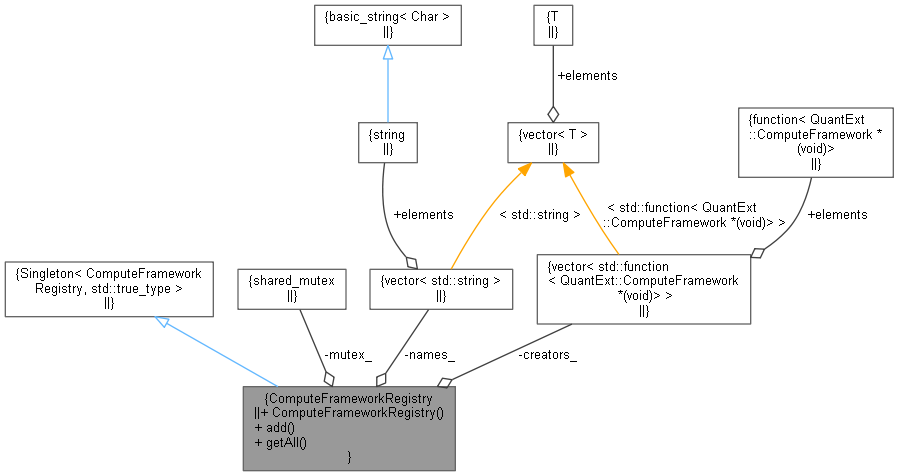 {basic_string< Char >
||}
{T
||}
+elements
{string
||}
{vector< T >
||}
{function< QuantExt
::ComputeFramework *
(void)>
||}
+elements
< std::string >
< std::function< QuantExt
::ComputeFramework *(void)> >
+elements
{Singleton< ComputeFramework
Registry, std::true_type >
||}
{shared_mutex
||}
{vector< std::string >
||}
{vector< std::function
< QuantExt::ComputeFramework
*(void)> >
||}
-mutex_
-names_
-creators_
{ComputeFrameworkRegistry
||+ ComputeFrameworkRegistry()
+ add()
+ getAll()
}